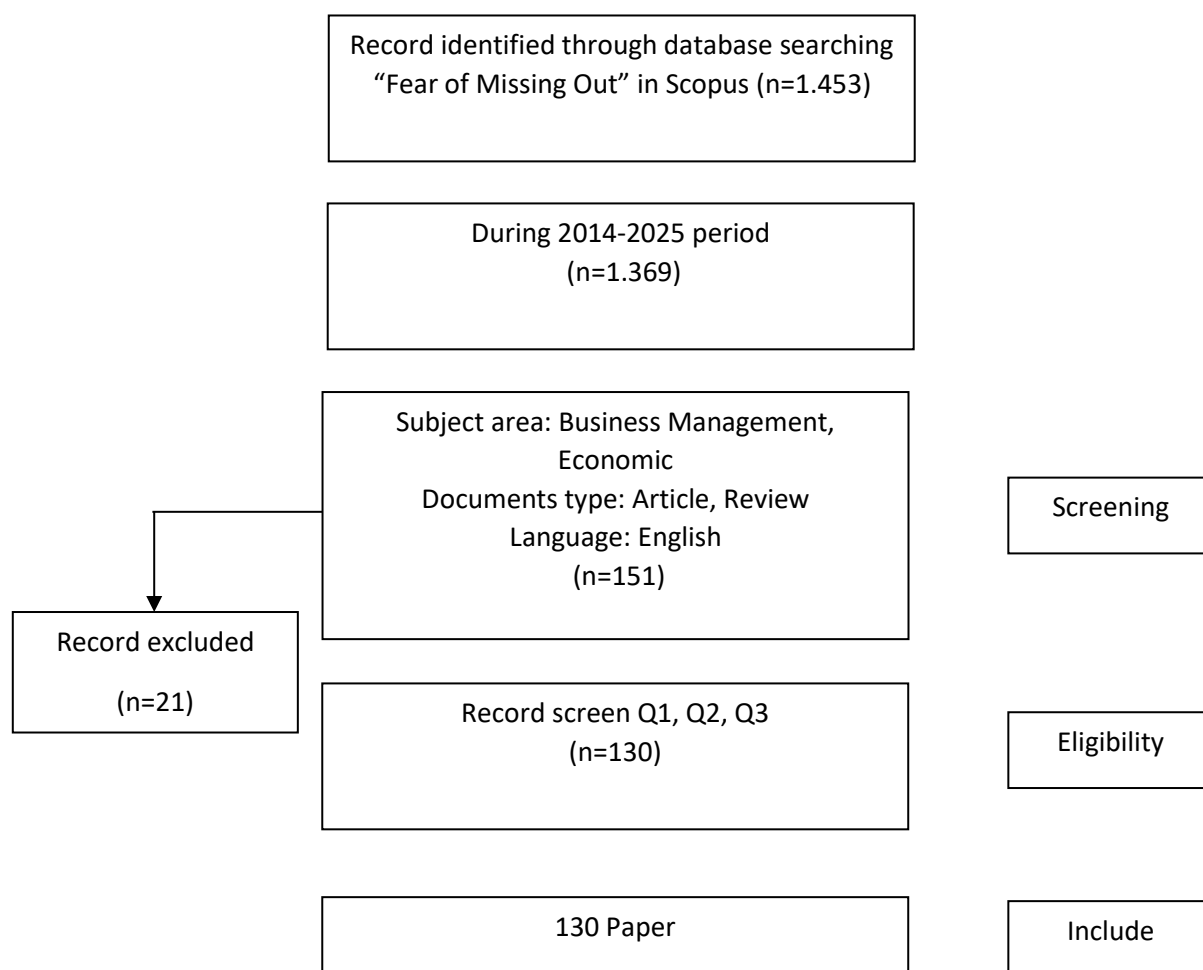 Record identified through database searching
“Fear of Missing Out” in Scopus (n=1.453)
During 2014-2025 period
(n=1.369)
Subject area: Business Management,
Economic
Documents type: Article, Review
Language: English
(n=151)
Screening
Record excluded
(n=21)
Record screen Q1, Q2, Q3
(n=130)
Eligibility
130 Paper
Include